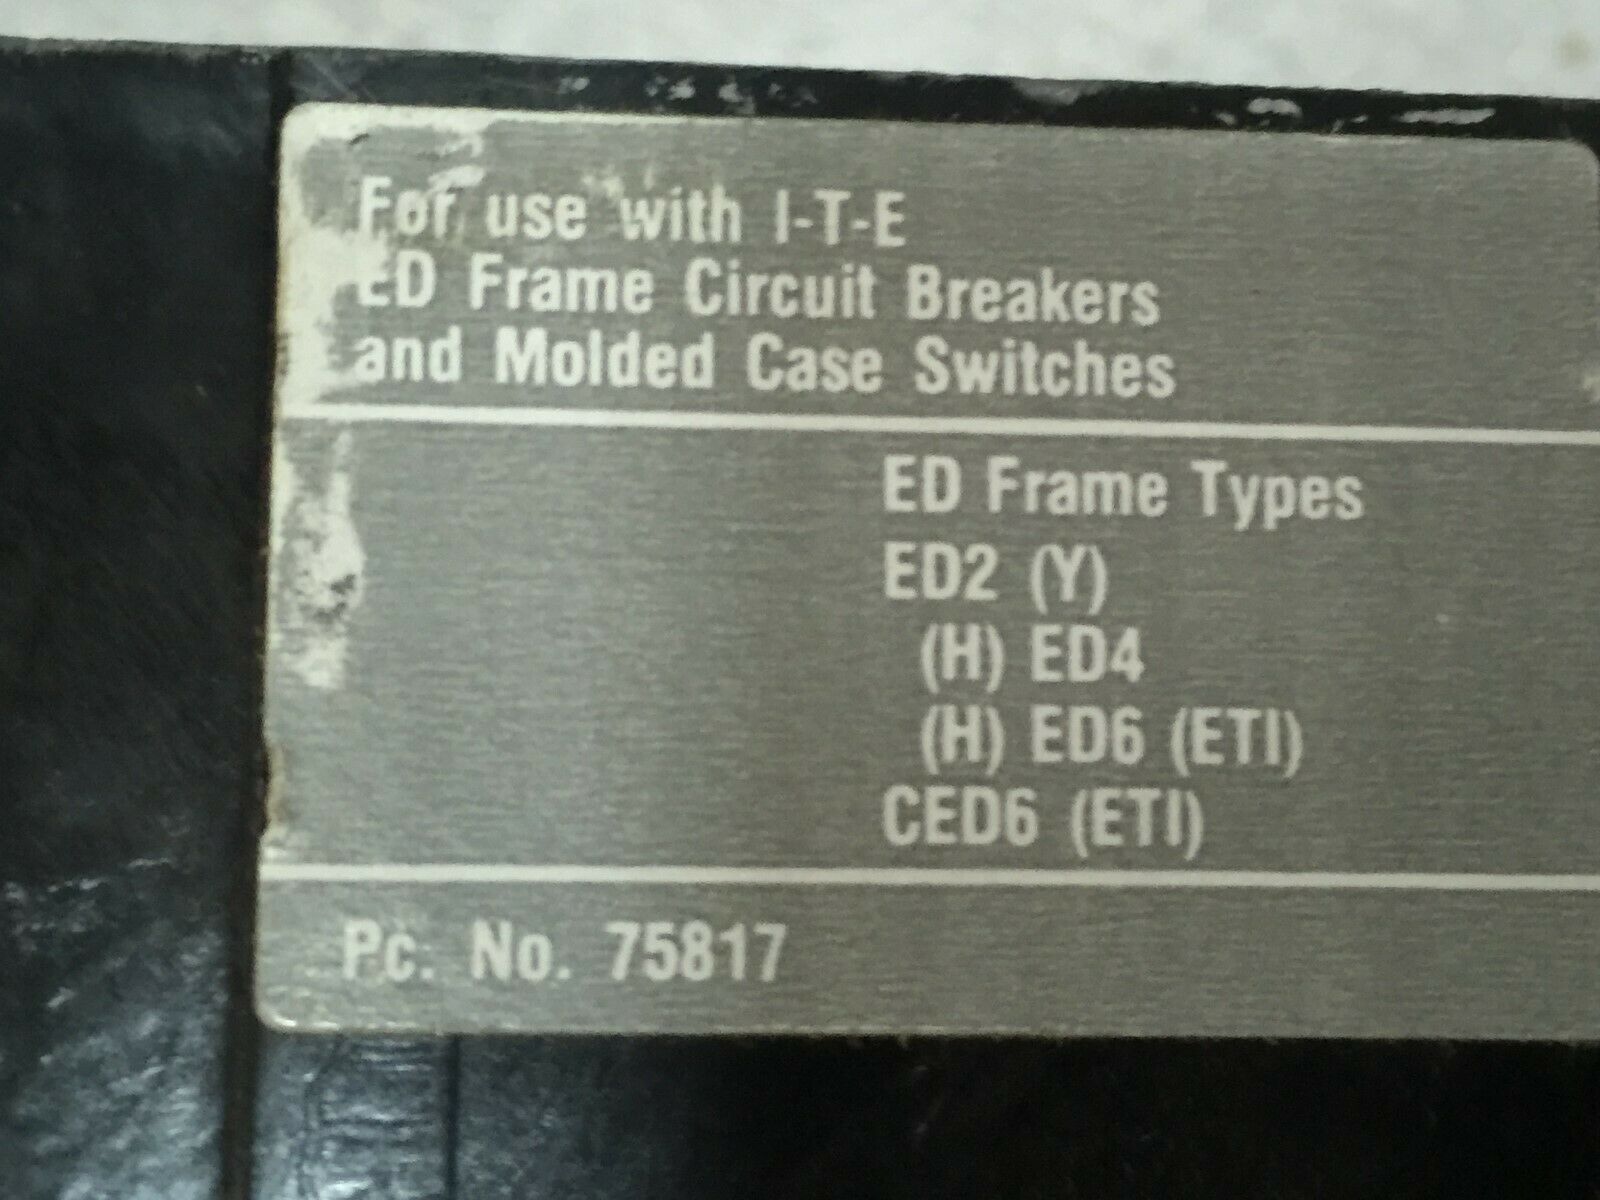 For use with I-T-E
ED Frame Circuit Breakers
and Molded Case Switches
ED Frame Types
ED2 (Y)
(H) ED4
(H) ED6 (ETI)
CED6 (ETI)
Pc. No. 75817